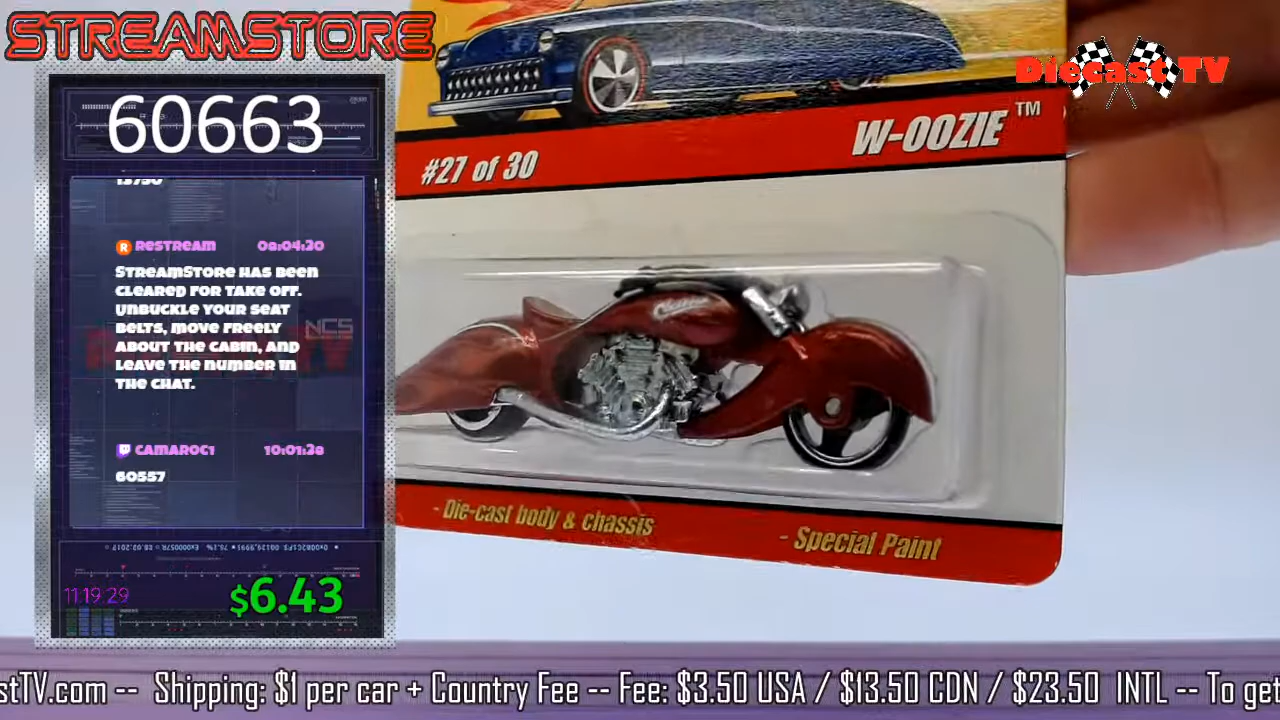 STREAMSTORE
Diecast TV
60663
W-OOZIE™
#27 of 30
RESTREAM 08:04:20
STREAMSTORE HAS BEEN
CLEARED FOR TAKE OFF.
UNBUCKLE YOUR SEAT
BELTS, MOVE FREELY
ABOUT THE CABIN, AND
LEAVE THE NUMBER IN
THE CHAT.
NCS
CAMAROC1 10:01:28
60557
- Die-cast body & chassis
- Special Paint
11:19:29
$6.43
stTV.com -- Shipping: $1 per car + Country Fee -- Fee: $3.50 USA / $13.50 CDN / $23.50 INTL -- To get